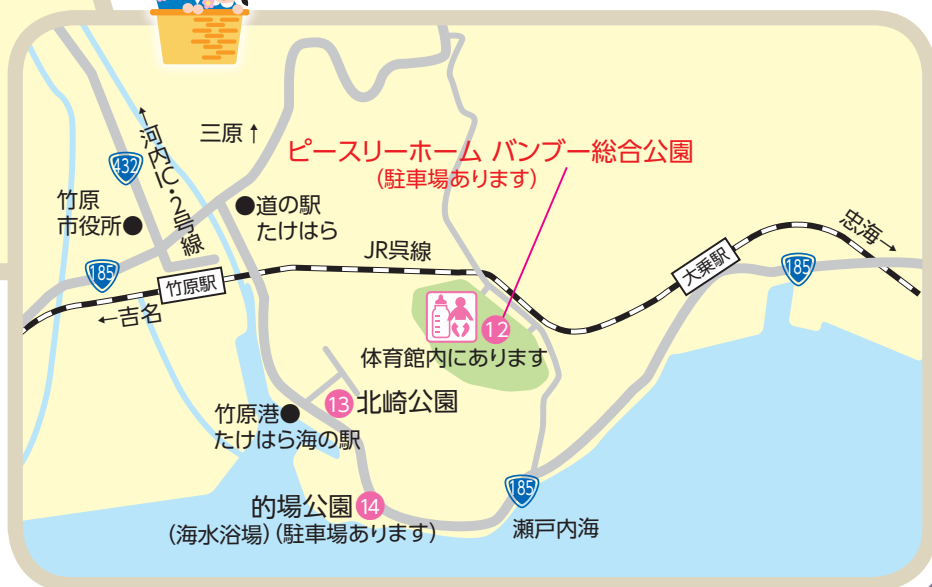 三原↑
←河内IC・2号線
432
ピースリーホーム バンブー総合公園
(駐車場あります)
竹原
市役所●
●道の駅
たけはら
忠海→
JR呉線
大乗駅
185
185
竹原駅
←吉名
12
体育館内にあります
13 北崎公園
竹原港●
たけはら海の駅
185
的場公園 14
(海水浴場)(駐車場あります)
瀬戸内海